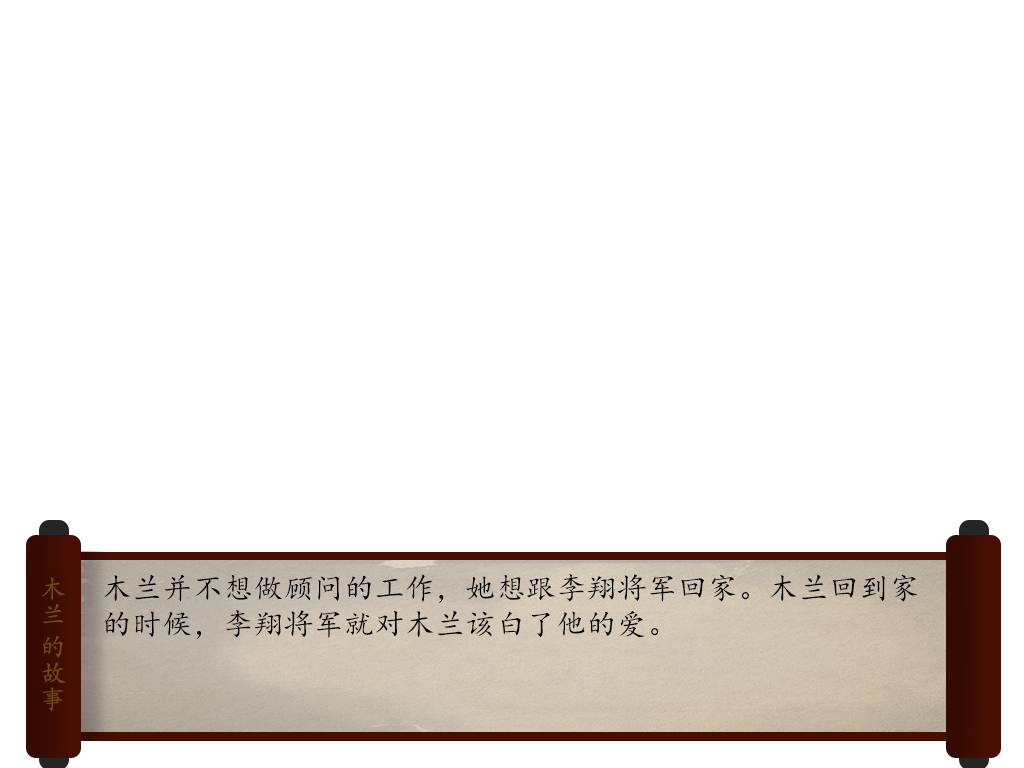 木兰的故事
木兰并不想做顾问的工作，她想跟李翔将军回家。木兰回到家
的时候，李翔将军就对木兰该白了他的爱。